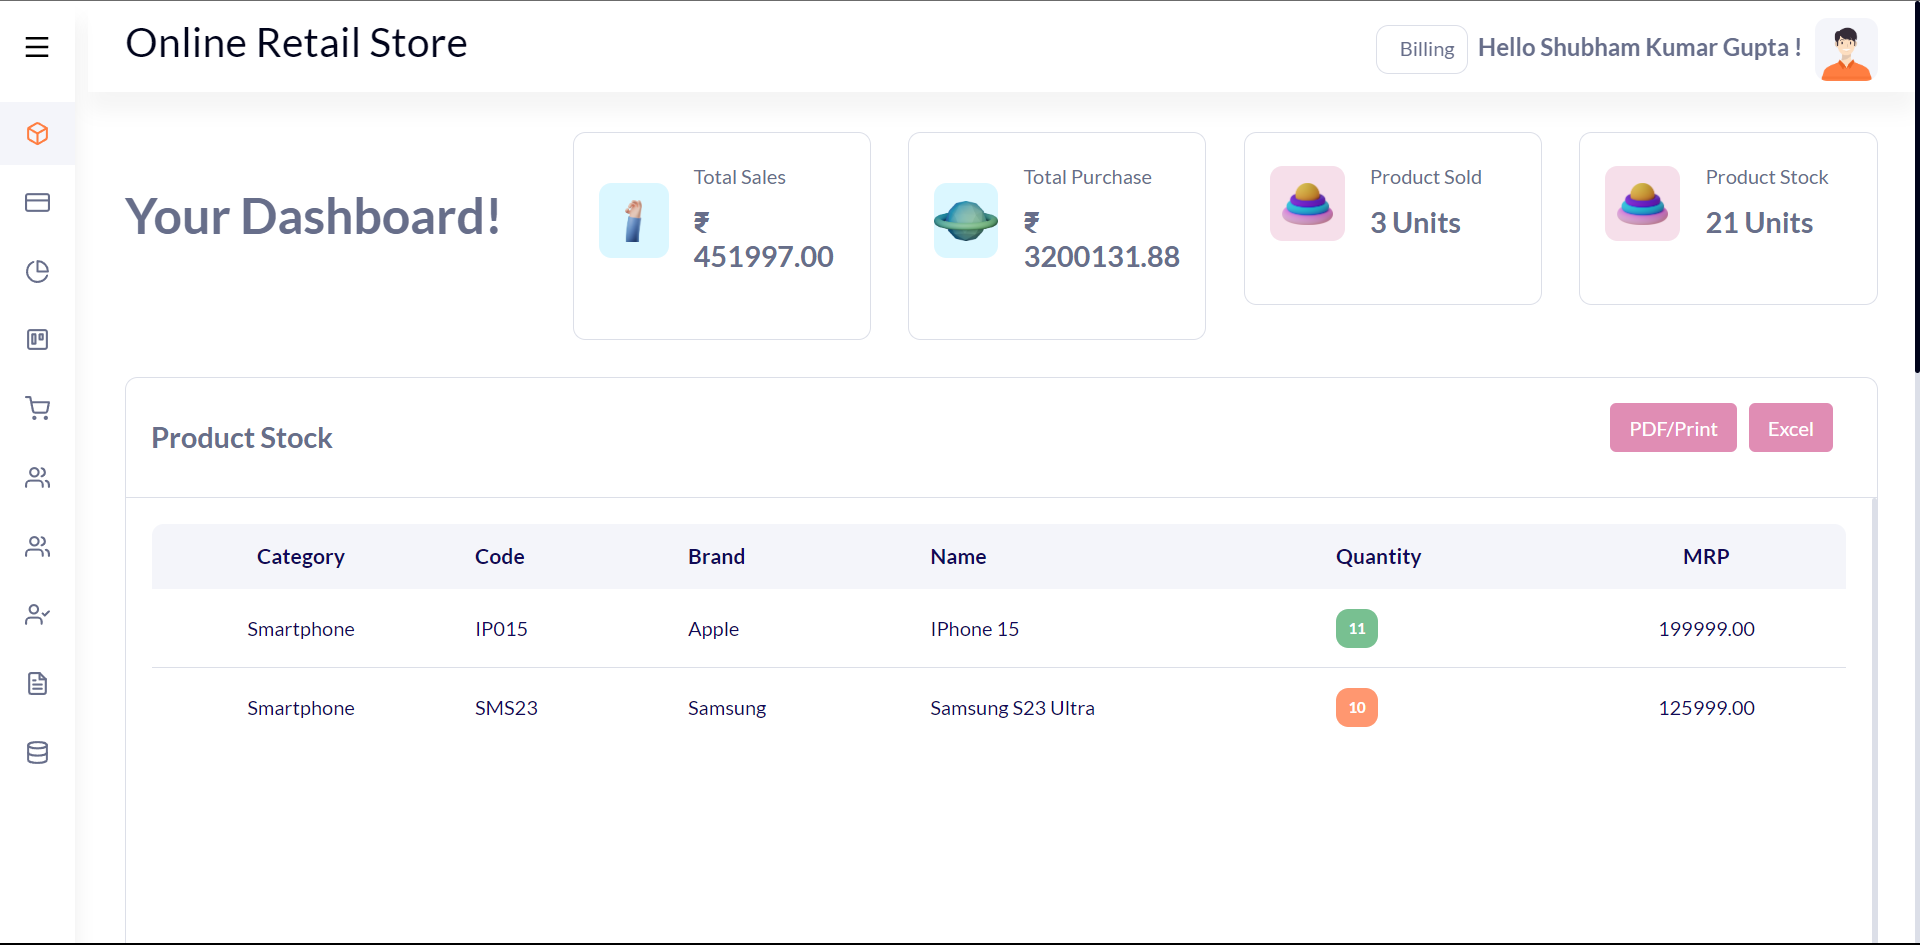 Online Retail Store
Billing
Hello Shubham Kumar Gupta !
Your Dashboard!
Total Sales
₹
451997.00
Total Purchase
₹
3200131.88
Product Sold
3 Units
Product Stock
21 Units
Product Stock
PDF/Print
Excel
Category Code Brand Name Quantity MRP
Smartphone IP015 Apple IPhone 15 11 199999.00
Smartphone SMS23 Samsung Samsung S23 Ultra 10 125999.00